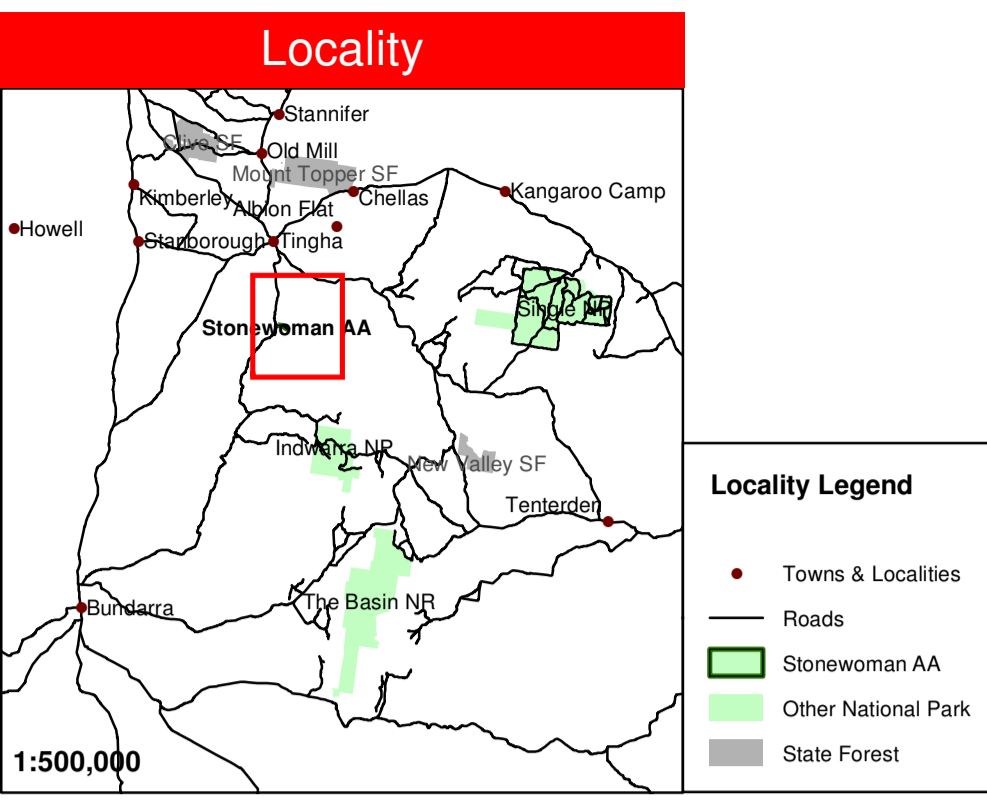 Locality
Stannifer
Clive SF
Old Mill
Mount Topper SF
Kimberley
Chellas
Kangaroo Camp
Albion Flat
Howell
Stanborough
Tingha
Single NP
Stonewoman AA
Indwarra NP
New Valley SF
Tenterden
The Basin NR
Bundarra
1:500,000
Locality Legend
Towns & Localities
Roads
Stonewoman AA
Other National Park
State Forest